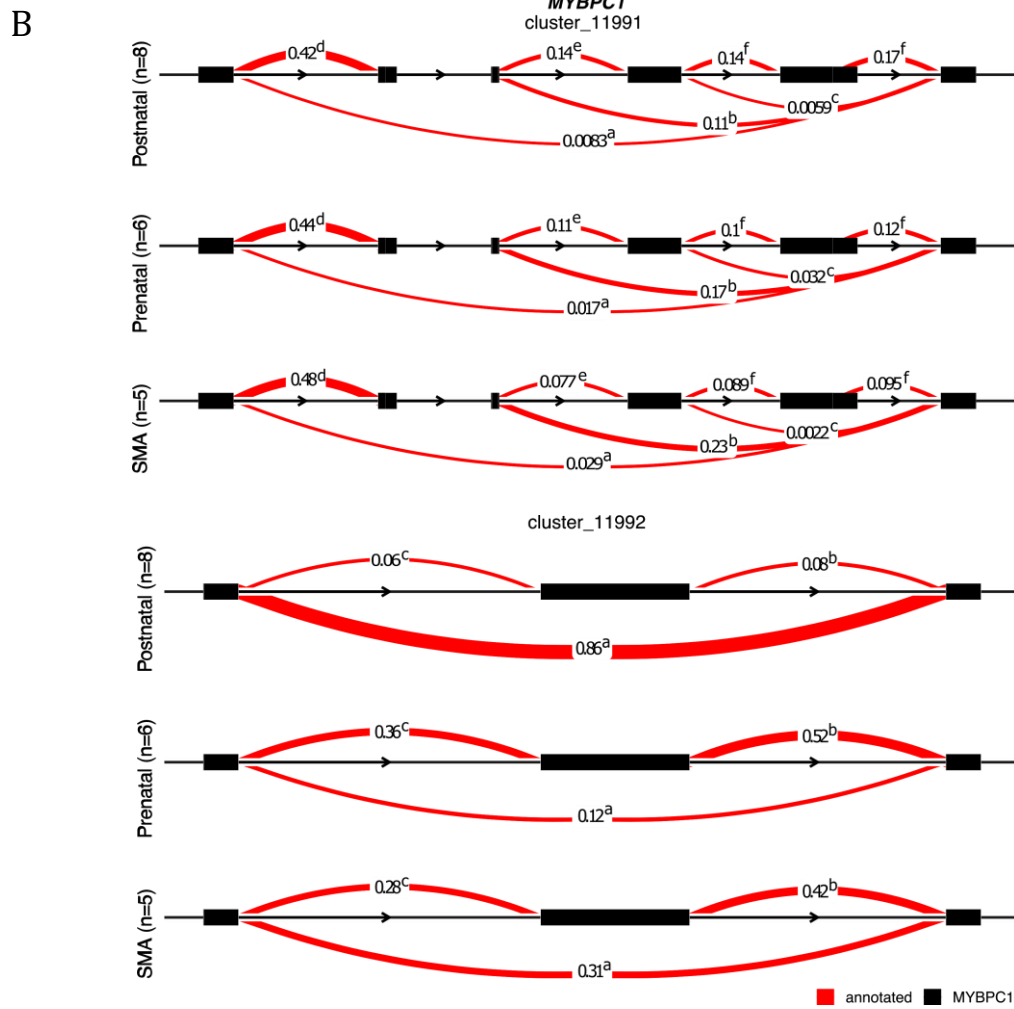 B
MYBPC1
cluster_11991
Postnatal (n=8)
0.42d
0.14e
0.14f
0.17f
0.0059c
0.11b
0.0083a
Prenatal (n=6)
0.44d
0.11e
0.1f
0.12f
0.032c
0.17b
0.017a
SMA (n=5)
0.48d
0.077e
0.089f
0.095f
0.0022c
0.23b
0.029a
cluster_11992
Postnatal (n=8)
0.06c
0.08b
0.86a
Prenatal (n=6)
0.36c
0.52b
0.12a
SMA (n=5)
0.28c
0.42b
0.31a
annotated MYBPC1